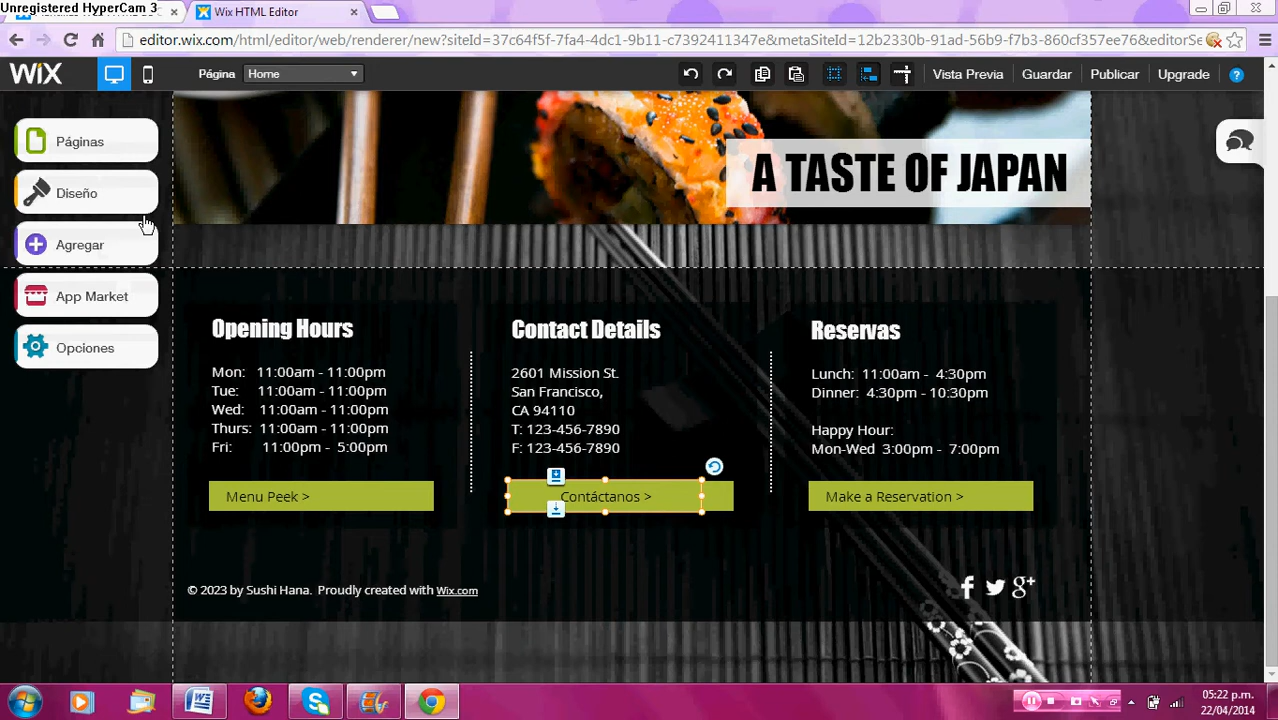 Unregistered HyperCam 3
Wix HTML Editor
editor.wix.com/html/editor/web/renderer/new?siteId=37c64f5f-7fa4-4dc1-9b11-c7392431347e&metaSiteId=12b2330b-91ad-56b9-f7b3-860cf357ee76&editorSe
WiX
Página
Home
Vista Previa
Guardar
Publicar
Upgrade
?
Páginas
Diseño
Agregar
App Market
Opciones
A TASTE OF JAPAN
Opening Hours
Mon: 11:00am - 11:00pm
Tue: 11:00am - 11:00pm
Wed: 11:00am - 11:00pm
Thurs: 11:00am - 11:00pm
Fri: 11:00pm - 5:00pm
Menu Peek >
Contact Details
2601 Mission St.
San Francisco,
CA 94110
T: 123-456-7890
F: 123-456-7890
Contáctanos >
Reservas
Lunch: 11:00am - 4:30pm
Dinner: 4:30pm - 10:30pm
Happy Hour:
Mon-Wed 3:00pm - 7:00pm
Make a Reservation >
© 2023 by Sushi Hana. Proudly created with Wix.com
05:22 p.m.
22/04/2014